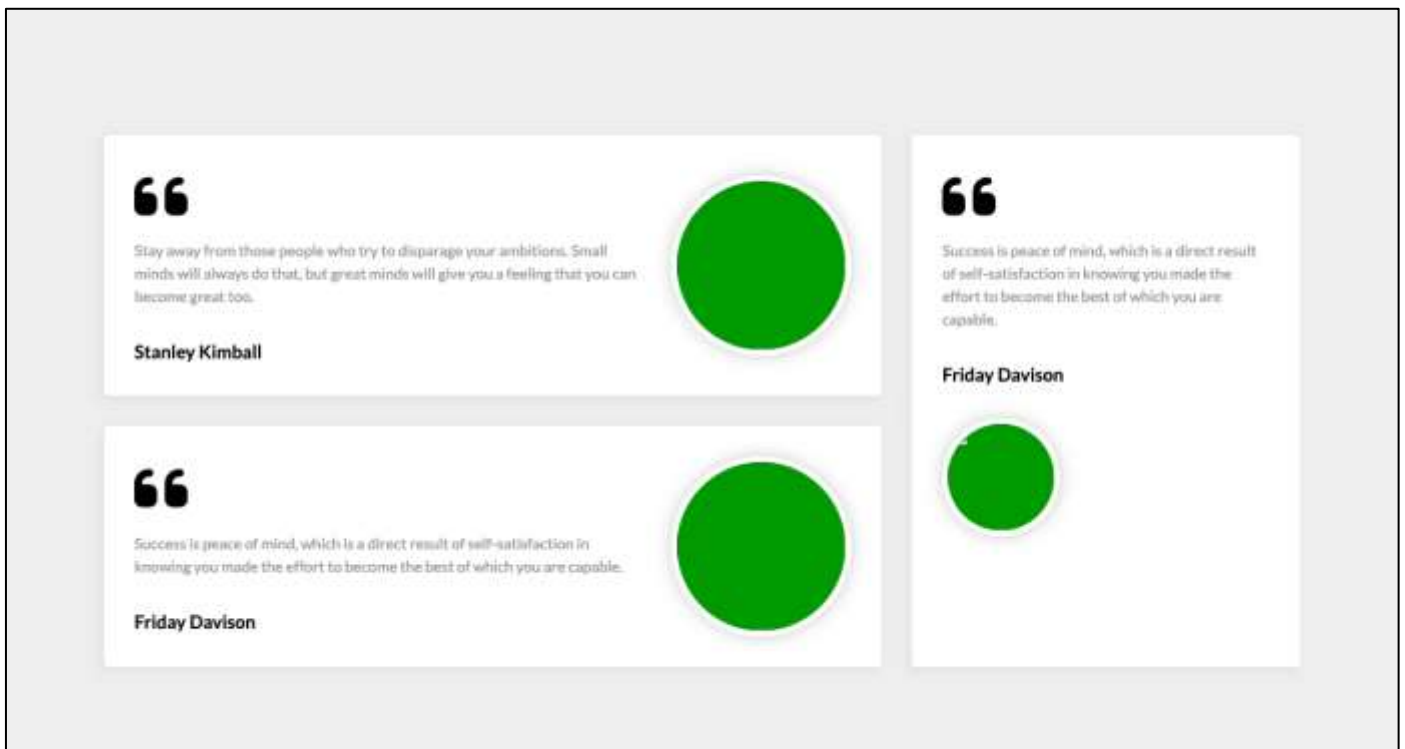 “
Stay away from those people who try to disparage your ambitions. Small
minds will always do that, but great minds will give you a feeling that you can
become great too.
Stanley Kimball
“
Success is peace of mind, which is a direct result of self-satisfaction in
knowing you made the effort to become the best of which you are capable.
Friday Davison
“
Success is peace of mind, which is a direct result
of self-satisfaction in knowing you made the
effort to become the best of which you are
capable.
Friday Davison